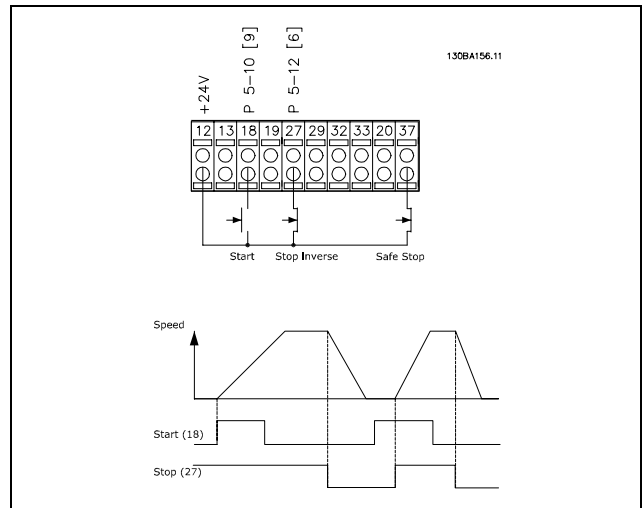 130BA156.11
+24V
P 5-10 [9]
P 5-12 [6]
12 13 18 19 27 29 32 33 20 37
Start Stop Inverse Safe Stop
Speed
Start (18)
Stop (27)